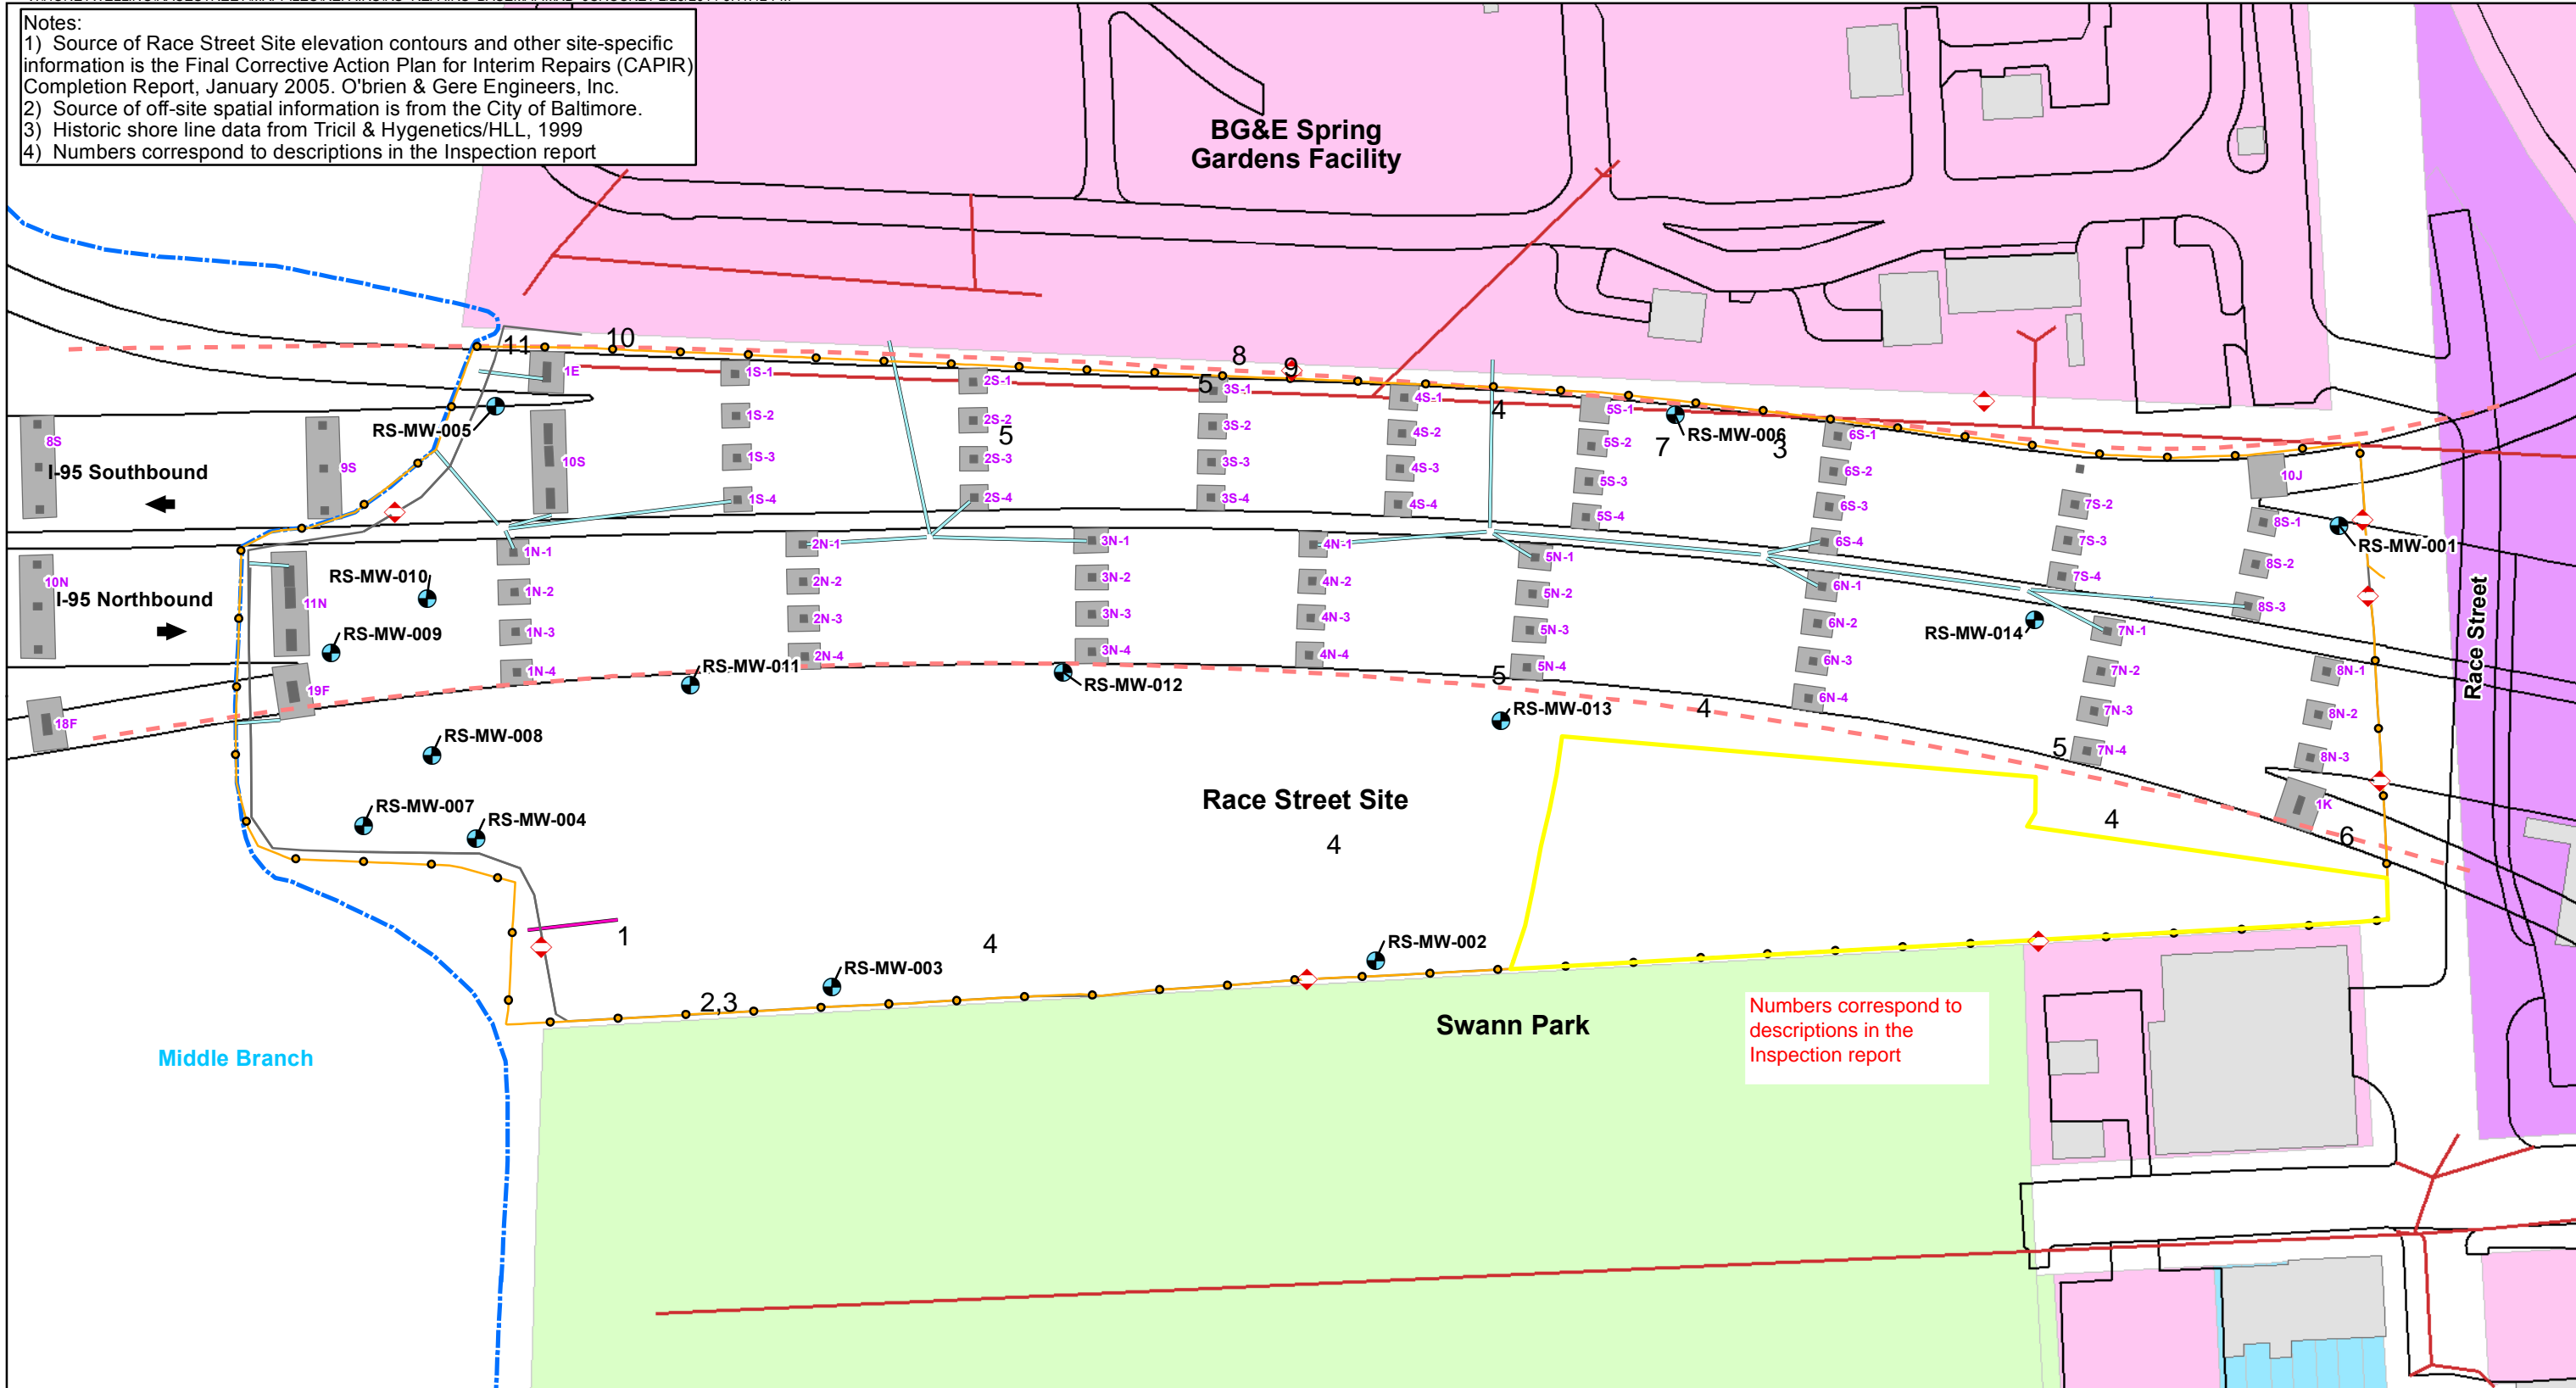 Notes:
1) Source of Race Street Site elevation contours and other site-specific
information is the Final Corrective Action Plan for Interim Repairs (CAPIR)
Completion Report, January 2005. O'brien & Gere Engineers, Inc.
2) Source of off-site spatial information is from the City of Baltimore.
3) Historic shore line data from Tricil & Hygenetics/HLL, 1999
4) Numbers correspond to descriptions in the Inspection report
BG&E Spring
Gardens Facility
11
10
8
9
1E
1S-1
2S-1
5
3S-1
4S-1
4
5S-1
RS-MW-005
1S-2
2S-2
5
3S-2
4S-2
5S-2
7
RS-MW-006
3
6S-1
8S
I-95 Southbound
9S
10S
1S-3
2S-3
3S-3
4S-3
5S-3
6S-2
10J
1S-4
2S-4
3S-4
4S-4
5S-4
6S-3
7S-2
8S-1
RS-MW-001
1N-1
2N-1
3N-1
4N-1
5N-1
6S-4
7S-3
8S-2
10N
I-95 Northbound
11N
RS-MW-010
1N-2
2N-2
3N-2
4N-2
5N-2
6N-1
7S-4
8S-3
RS-MW-009
1N-3
2N-3
3N-3
4N-3
5N-3
6N-2
RS-MW-014
7N-1
Race Street
1N-4
2N-4
3N-4
4N-4
5N-4
6N-3
7N-2
8N-1
19F
RS-MW-011
RS-MW-012
5
6N-4
4
7N-3
8N-2
18F
RS-MW-008
RS-MW-013
5
7N-4
8N-3
RS-MW-007
RS-MW-004
Race Street Site
4
4
1K
6
1
4
RS-MW-002
RS-MW-003
2,3
Swann Park
Numbers correspond to
descriptions in the
Inspection report
Middle Branch